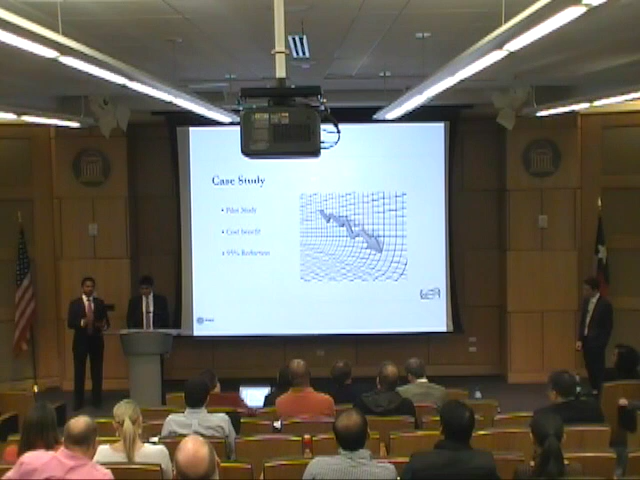 Case Study
• Pilot Study
• Cost benefit
• 55% Reduction